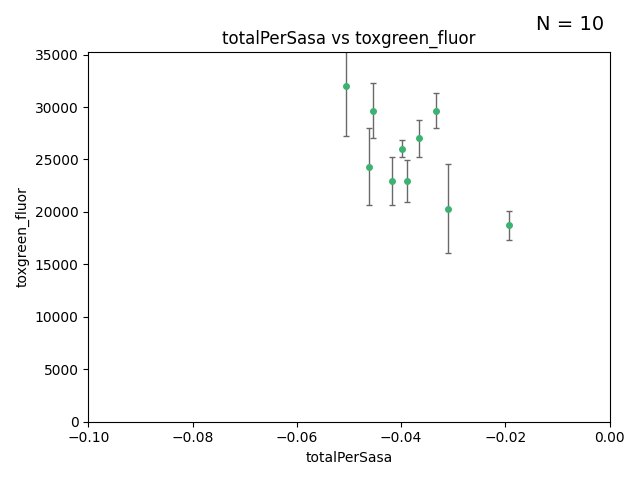 N = 10
totalPerSasa vs toxgreen_fluor
35000
30000
25000
20000
15000
10000
5000
0
toxgreen_fluor
−0.10 −0.08 −0.06 −0.04 −0.02 0.00
totalPerSasa